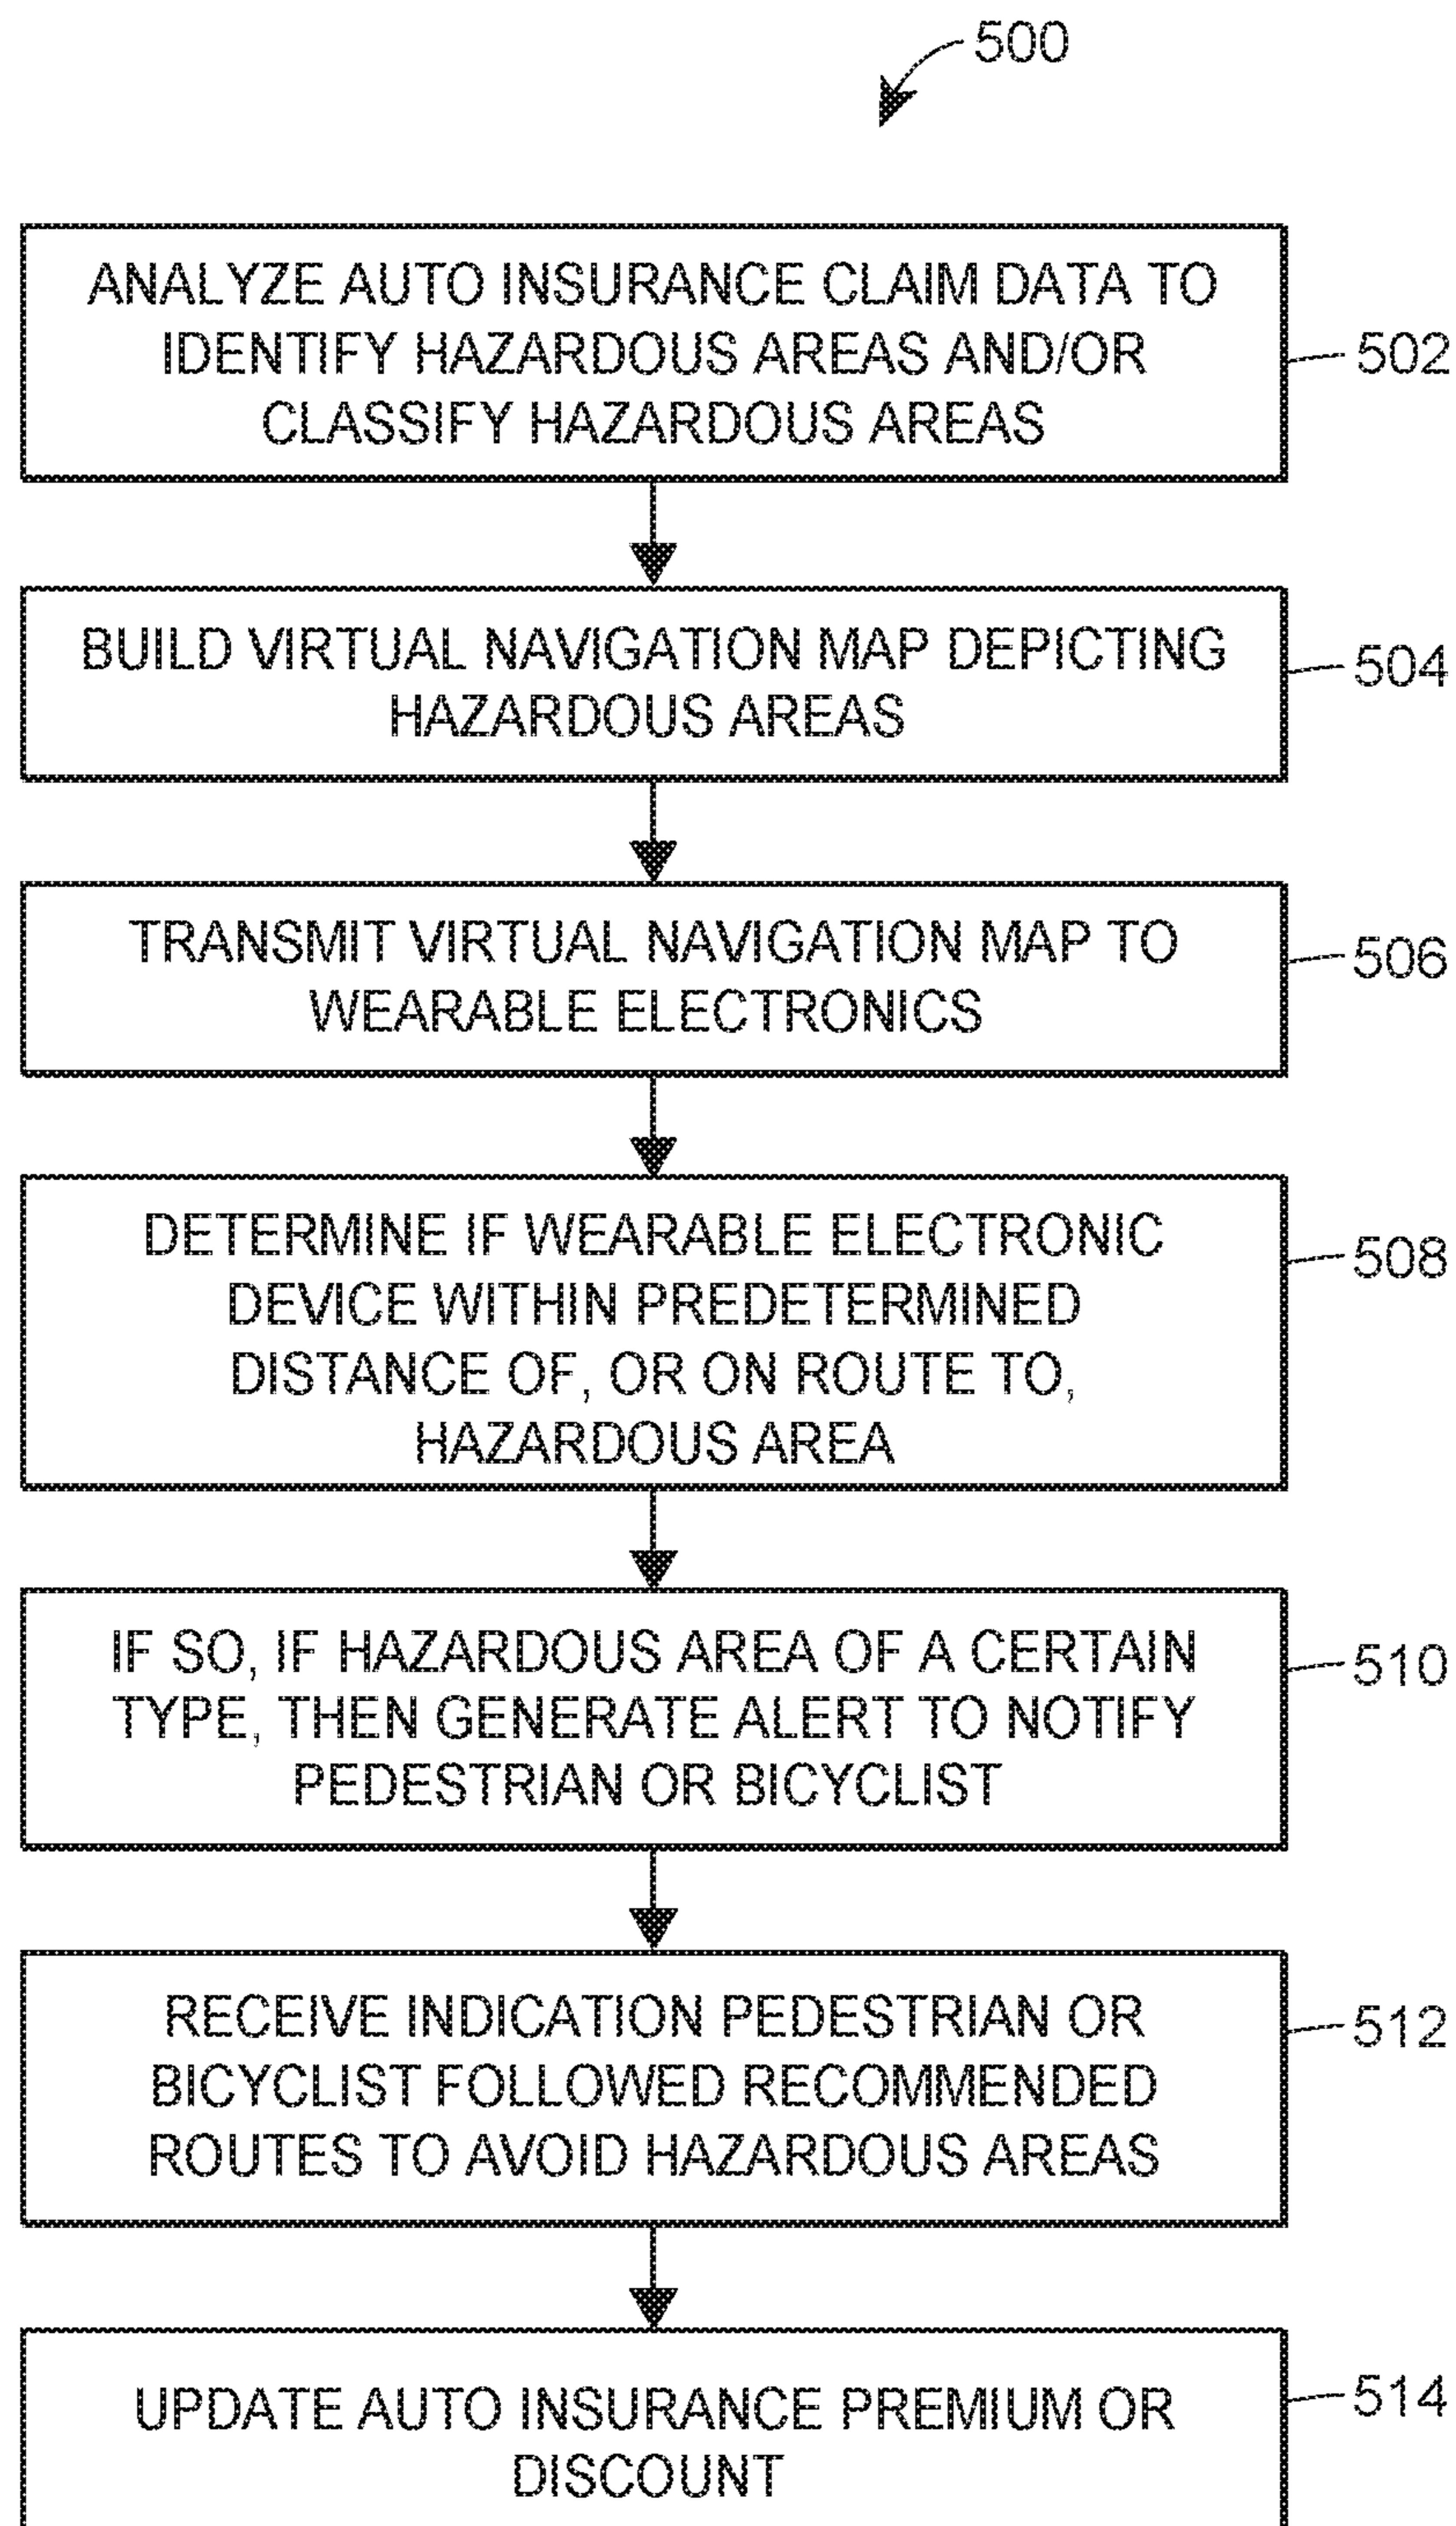 500
ANALYZE AUTO INSURANCE CLAIM DATA TO
IDENTIFY HAZARDOUS AREAS AND/OR
CLASSIFY HAZARDOUS AREAS
502
BUILD VIRTUAL NAVIGATION MAP DEPICTING
HAZARDOUS AREAS
504
TRANSMIT VIRTUAL NAVIGATION MAP TO
WEARABLE ELECTRONICS
506
DETERMINE IF WEARABLE ELECTRONIC
DEVICE WITHIN PREDETERMINED
DISTANCE OF, OR ON ROUTE TO,
HAZARDOUS AREA
508
IF SO, IF HAZARDOUS AREA OF A CERTAIN
TYPE, THEN GENERATE ALERT TO NOTIFY
PEDESTRIAN OR BICYCLIST
510
RECEIVE INDICATION PEDESTRIAN OR
BICYCLIST FOLLOWED RECOMMENDED
ROUTES TO AVOID HAZARDOUS AREAS
512
UPDATE AUTO INSURANCE PREMIUM OR
DISCOUNT
514